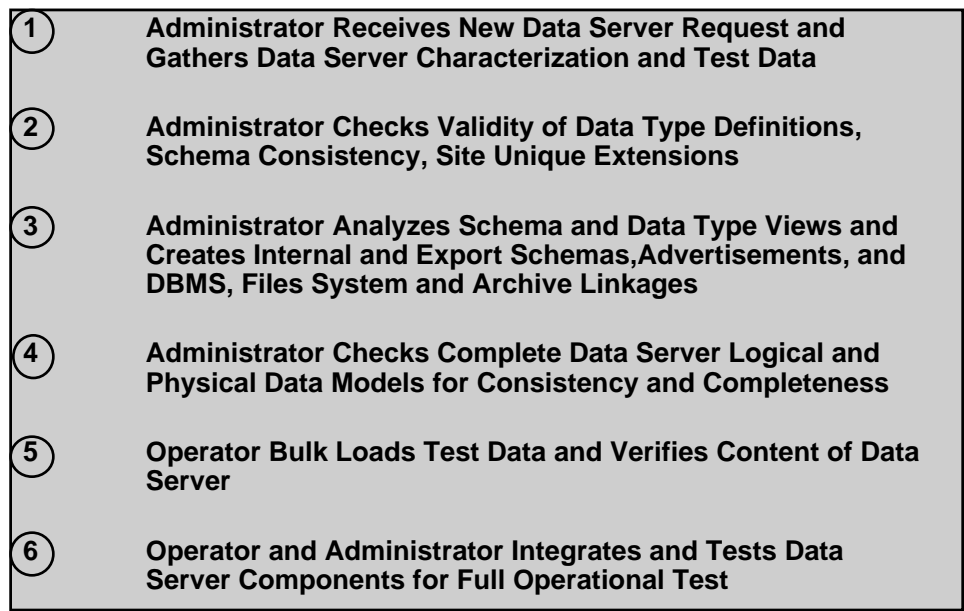 1 Administrator Receives New Data Server Request and
Gathers Data Server Characterization and Test Data
2 Administrator Checks Validity of Data Type Definitions,
Schema Consistency, Site Unique Extensions
3 Administrator Analyzes Schema and Data Type Views and
Creates Internal and Export Schemas,Advertisements, and
DBMS, Files System and Archive Linkages
4 Administrator Checks Complete Data Server Logical and
Physical Data Models for Consistency and Completeness
5 Operator Bulk Loads Test Data and Verifies Content of Data
Server
6 Operator and Administrator Integrates and Tests Data
Server Components for Full Operational Test